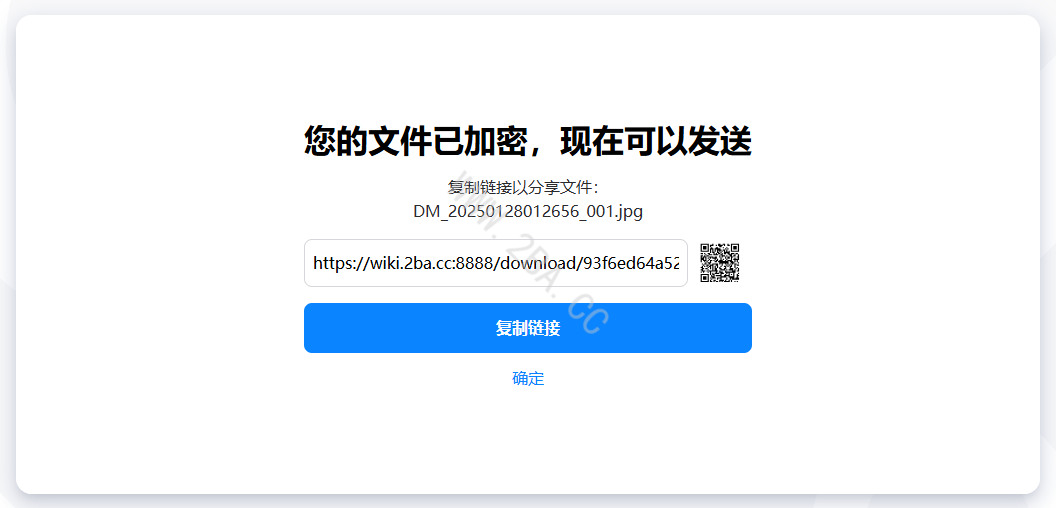 您的文件已加密，现在可以发送
复制链接以分享文件：
DM_20250128012656_001.jpg
https://wiki.2ba.cc:8888/download/93f6ed64a52
复制链接
确定
WWW.2BA.CC